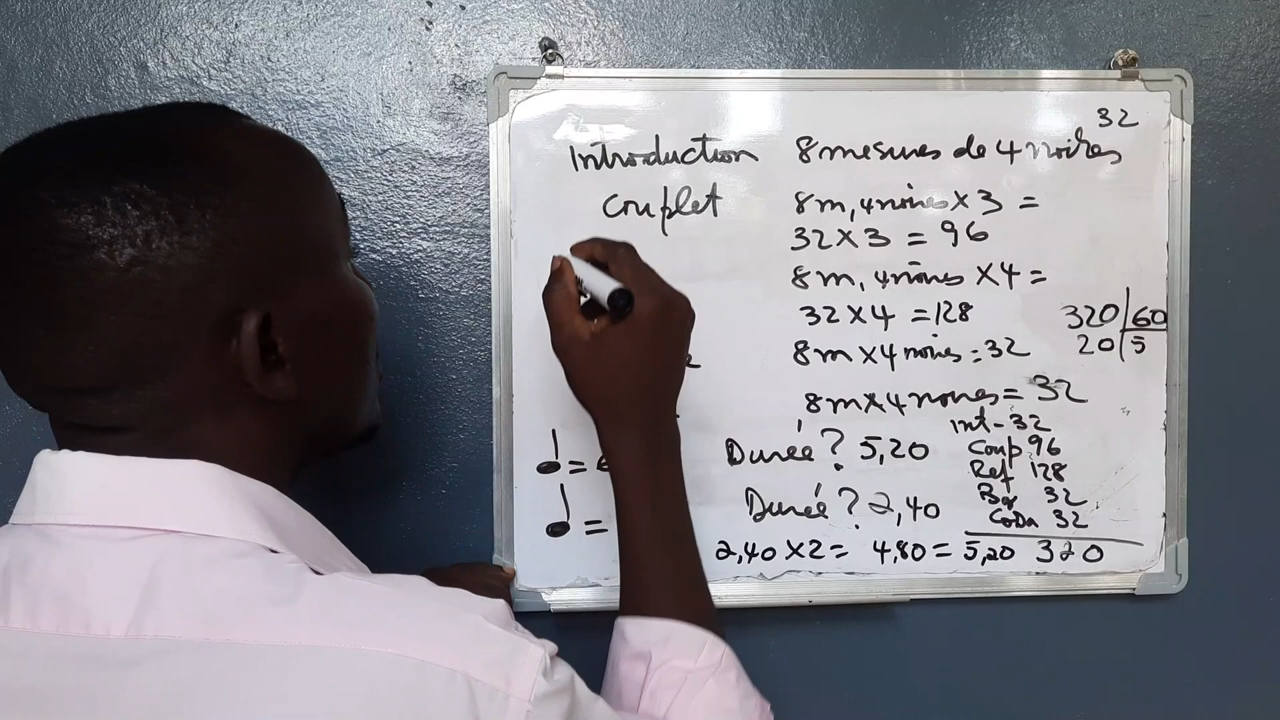 32
Introduction 8 mesures de 4 noires
Couplet 8m, 4 noires x 3 =
32 x 3 = 96
8m, 4 noires x 4 =
32 x 4 = 128
320 | 60
20 | 5
8m x 4 noires = 32
8m x 4 noires = 32
Int - 32
♩ = Durée ? 5,20
Coup 96
Ref 128
♩ = Durée ? 2,40
Bg 32
CoDa 32
2,40 x 2 = 4,80 = 5,20 320